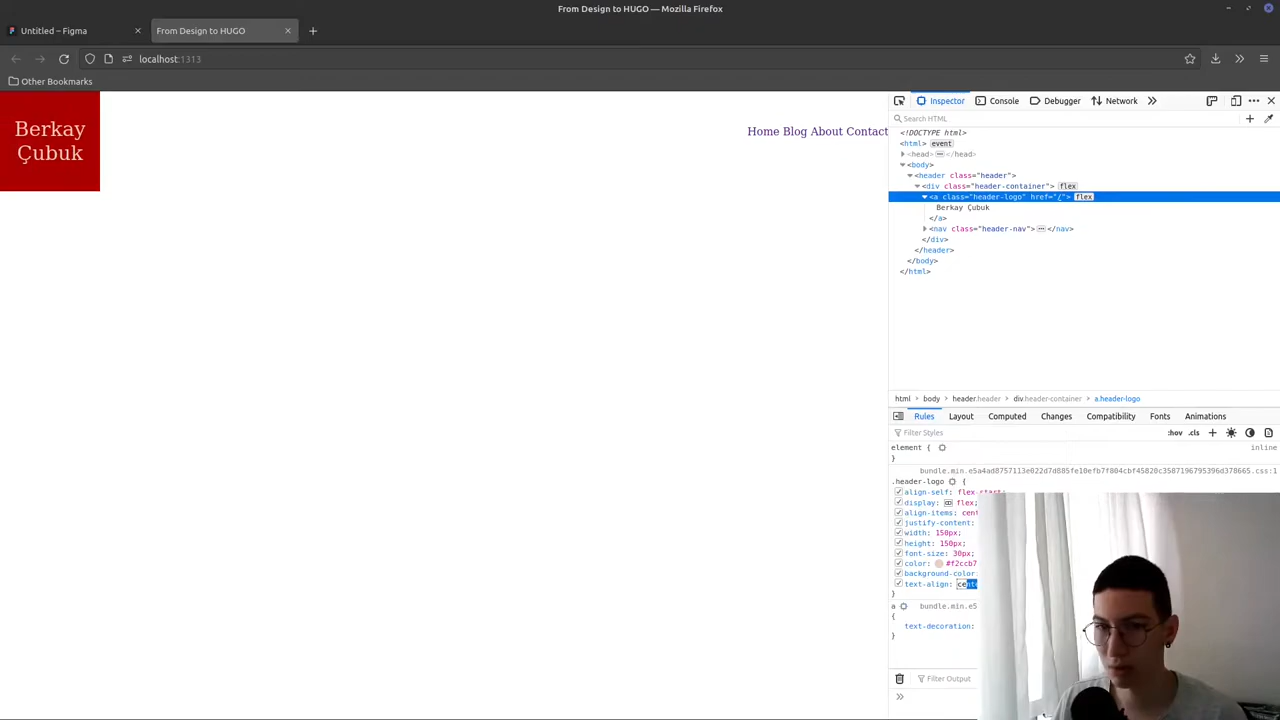 From Design to HUGO — Mozilla Firefox
Untitled – Figma
From Design to HUGO
localhost:1313
Other Bookmarks
Berkay
Çubuk
Home Blog About Contact
Inspector
Console
Debugger
Network
Search HTML
<!DOCTYPE html>
<html> event
<head> ••• </head>
<body>
<header class="header">
<div class="header-container"> flex
<a class="header-logo" href="/"> flex
Berkay Çubuk
</a>
<nav class="header-nav"> ••• </nav>
</div>
</header>
</body>
</html>
html
body
header.header
div.header-container
a.header-logo
Rules
Layout
Computed
Changes
Compatibility
Fonts
Animations
Filter Styles
:hov .cls
element {
inline
}
.header-logo {
align-self: flex-start;
display: flex;
align-items: cen
justify-content:
width: 150px;
height: 150px;
font-size: 30px;
color: #f2ccb7
background-color:
text-align: cente
}
a
bundle.min.e5
{
text-decoration:
}
Filter Output